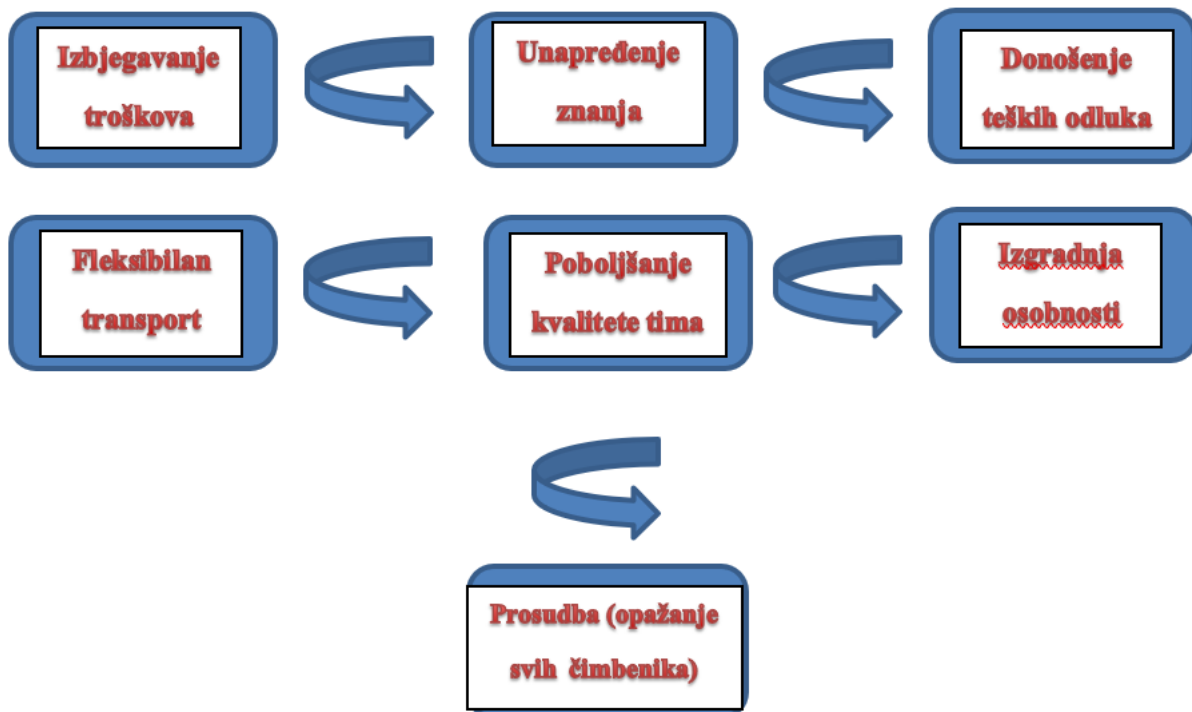 Izbjegavanje
troškova
Unapređenje
znanja
Donošenje
teških odluka
Fleksibilan
transport
Poboljšanje
kvalitete tima
Izgradnja
osobnosti
Prosudba (opažanje
svih čimbenika)